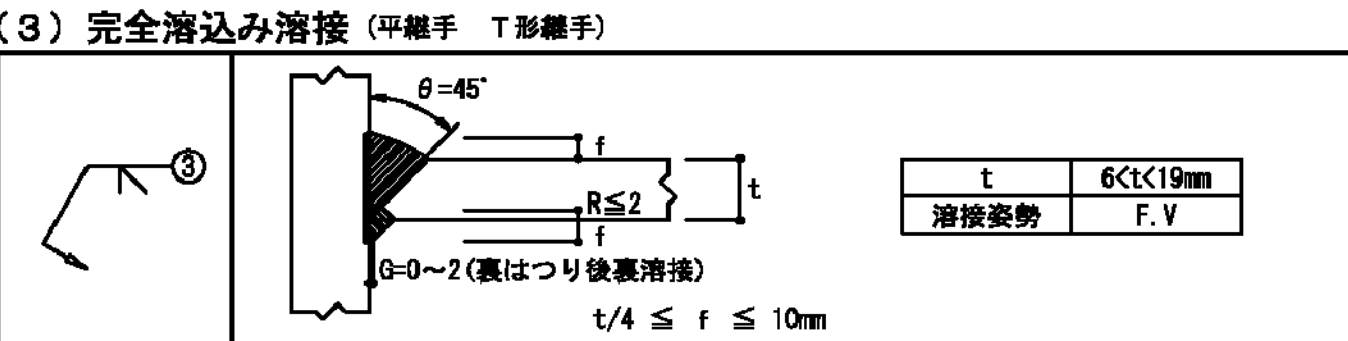 (3) 完全溶込み溶接 (平継手 T形継手)
θ=45°
③
f
t
R≦2
f
G=0~2(裏はつり後裏溶接)
t/4 ≦ f ≦ 10mm
t 6<t<19mm
溶接姿勢 F.V